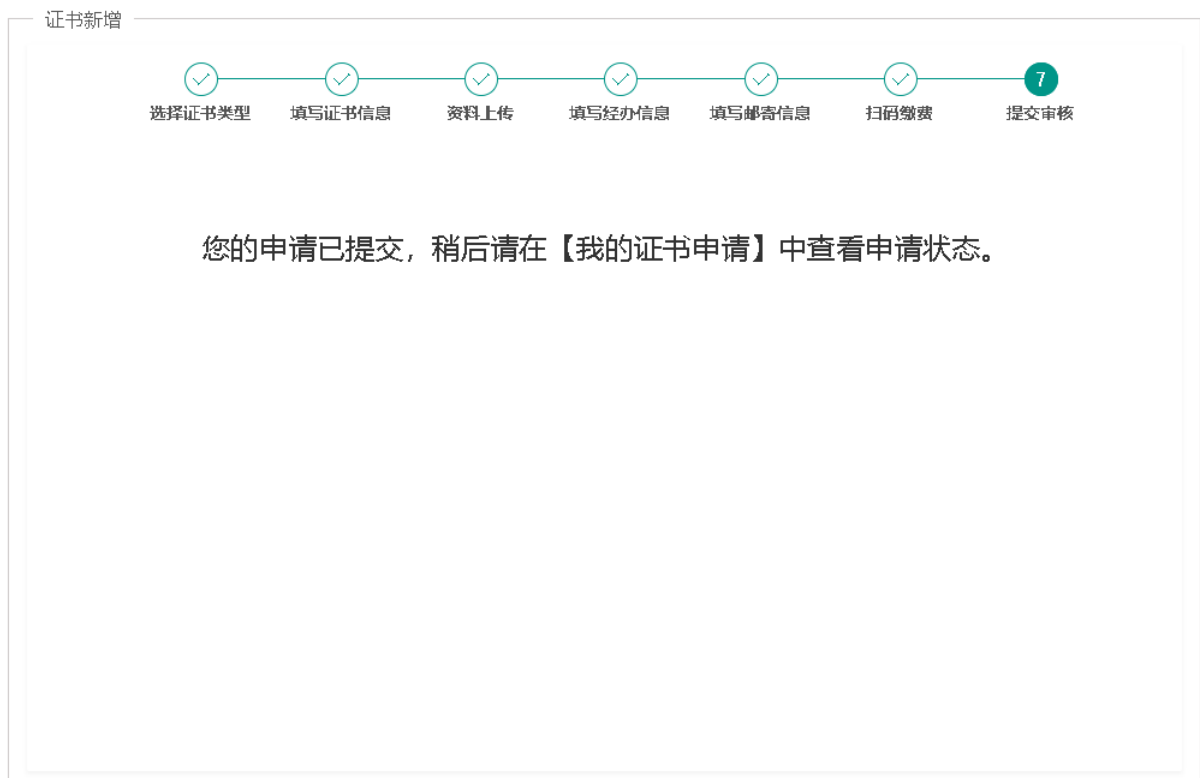 证书新增
7
选择证书类型
填写证书信息
资料上传
填写经办信息
填写邮寄信息
扫码缴费
提交审核
您的申请已提交，稍后请在【我的证书申请】中查看申请状态。